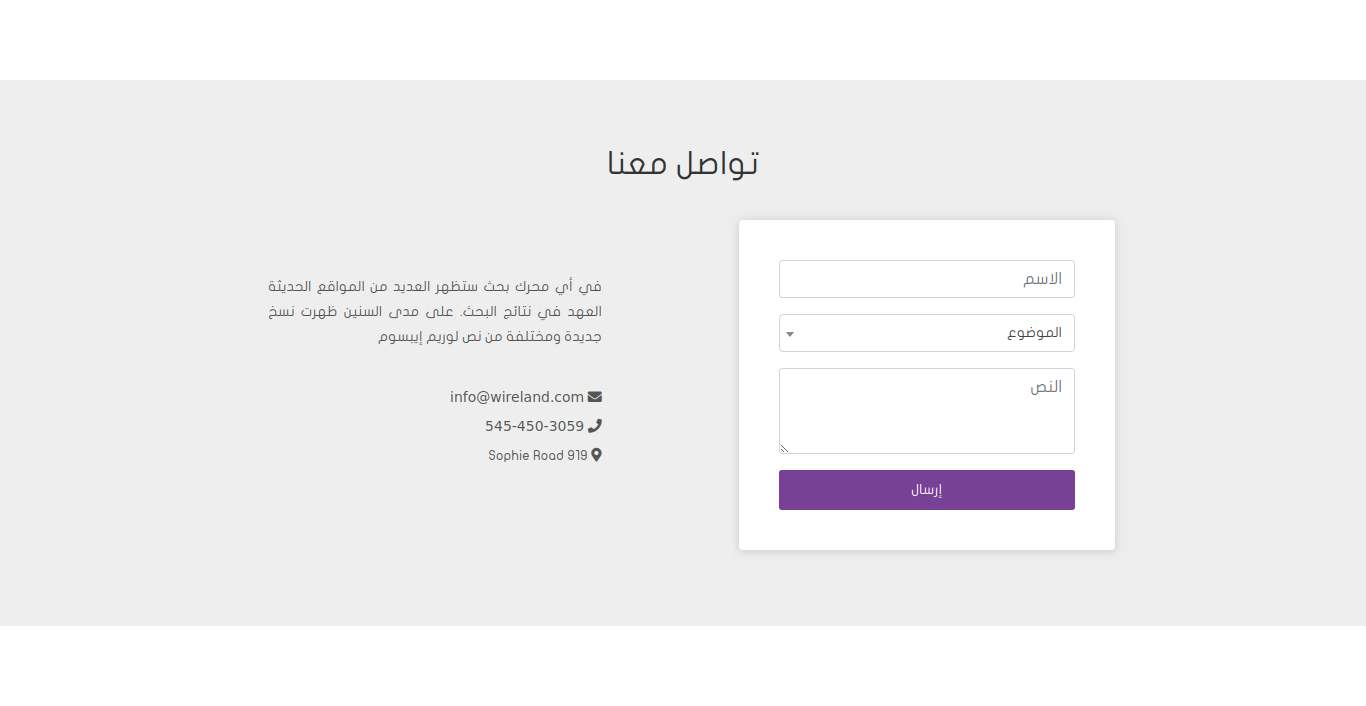 تواصل معنا
الاسم
الموضوع
النص
إرسال
في أي محرك بحث ستظهر العديد من المواقع الحديثة
العهد في نتائج البحث. على مدى السنين ظهرت نسخ
جديدة ومختلفة من نص لوريم إيبسوم
info@wireland.com
545-450-3059
Sophie Road 919